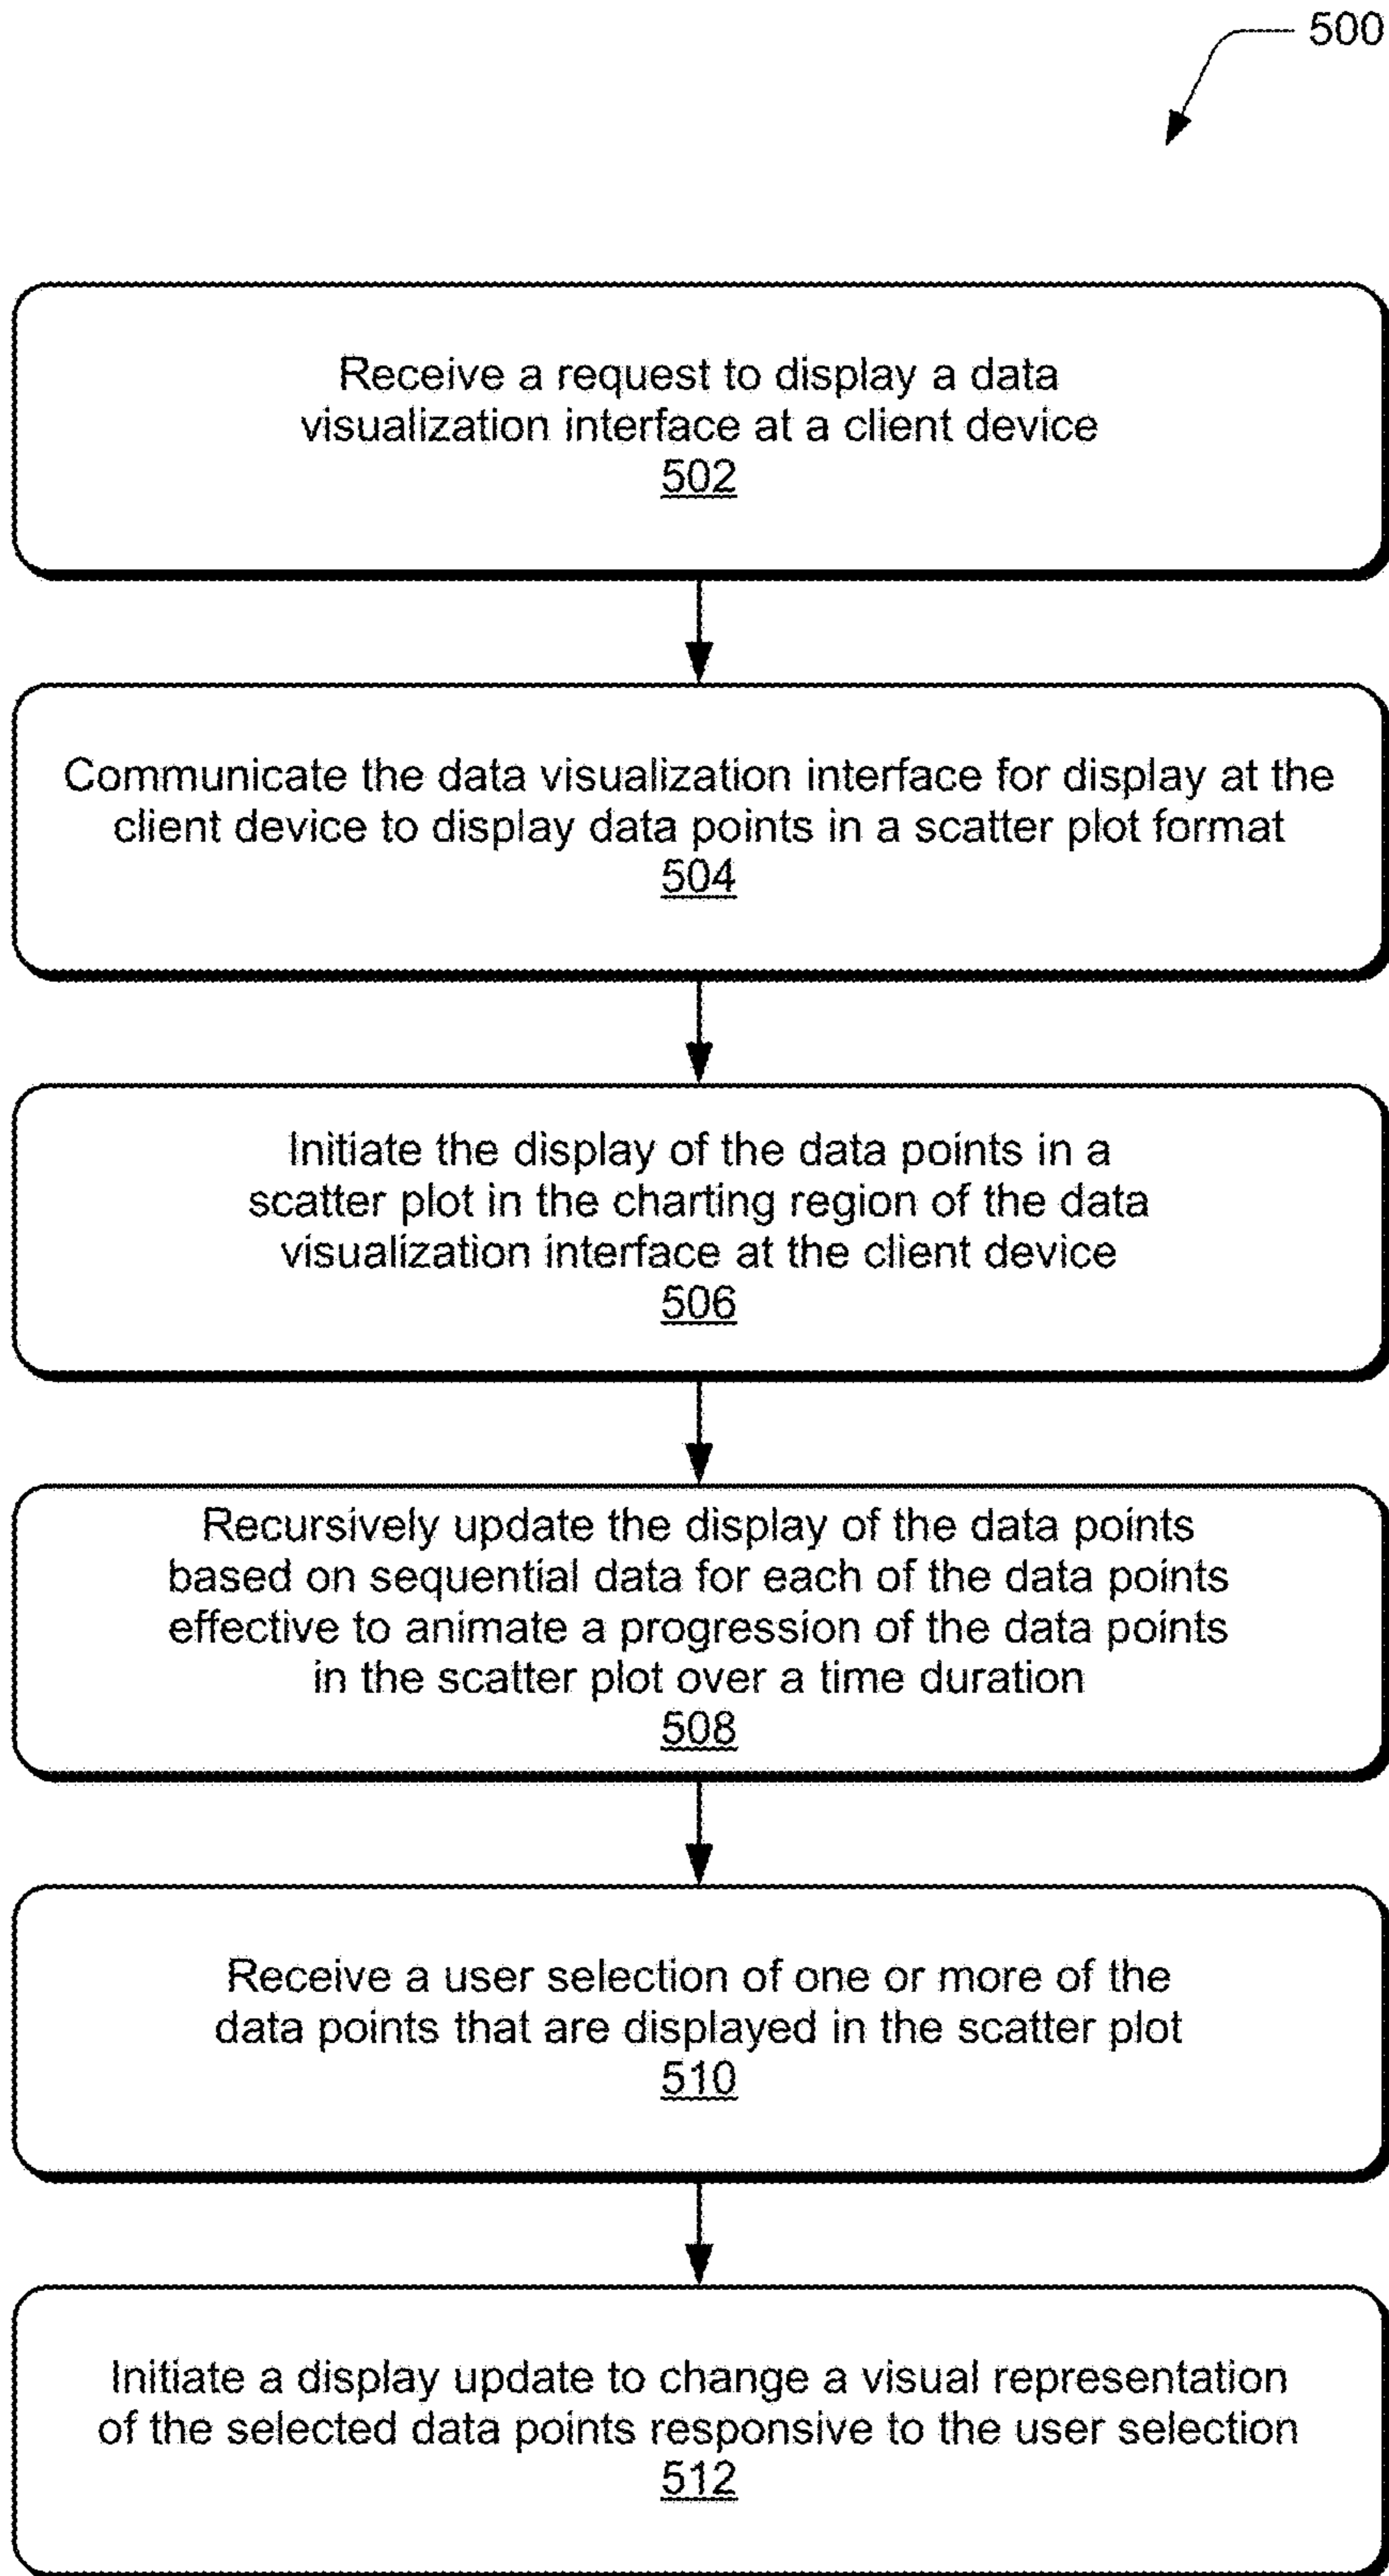 500
Receive a request to display a data
visualization interface at a client device
502
Communicate the data visualization interface for display at the
client device to display data points in a scatter plot format
504
Initiate the display of the data points in a
scatter plot in the charting region of the data
visualization interface at the client device
506
Recursively update the display of the data points
based on sequential data for each of the data points
effective to animate a progression of the data points
in the scatter plot over a time duration
508
Receive a user selection of one or more of the
data points that are displayed in the scatter plot
510
Initiate a display update to change a visual representation
of the selected data points responsive to the user selection
512